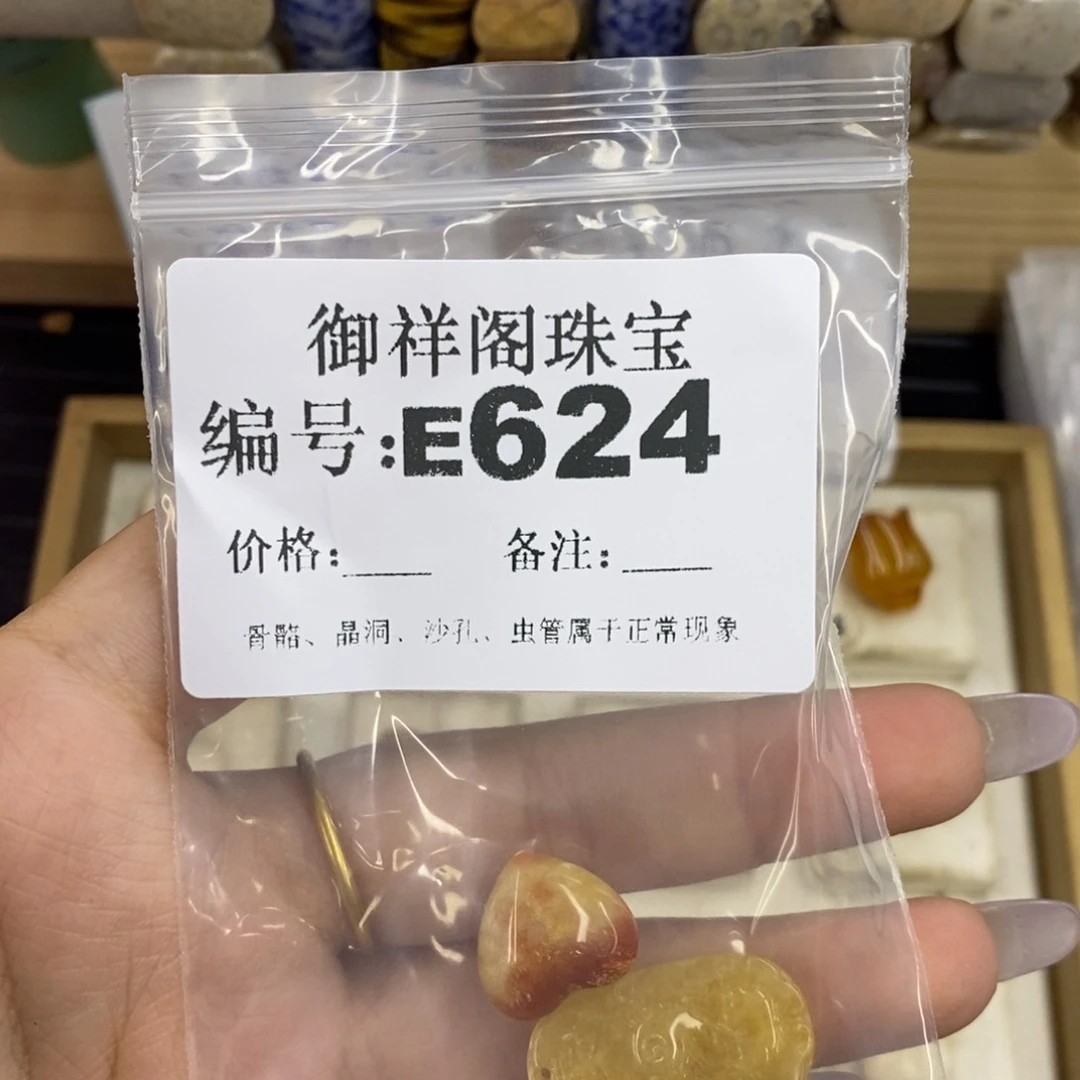 御祥阁珠宝
编号:E624
价格:____ 备注:____
骨骼、晶洞、沙孔、虫管属于正常现象